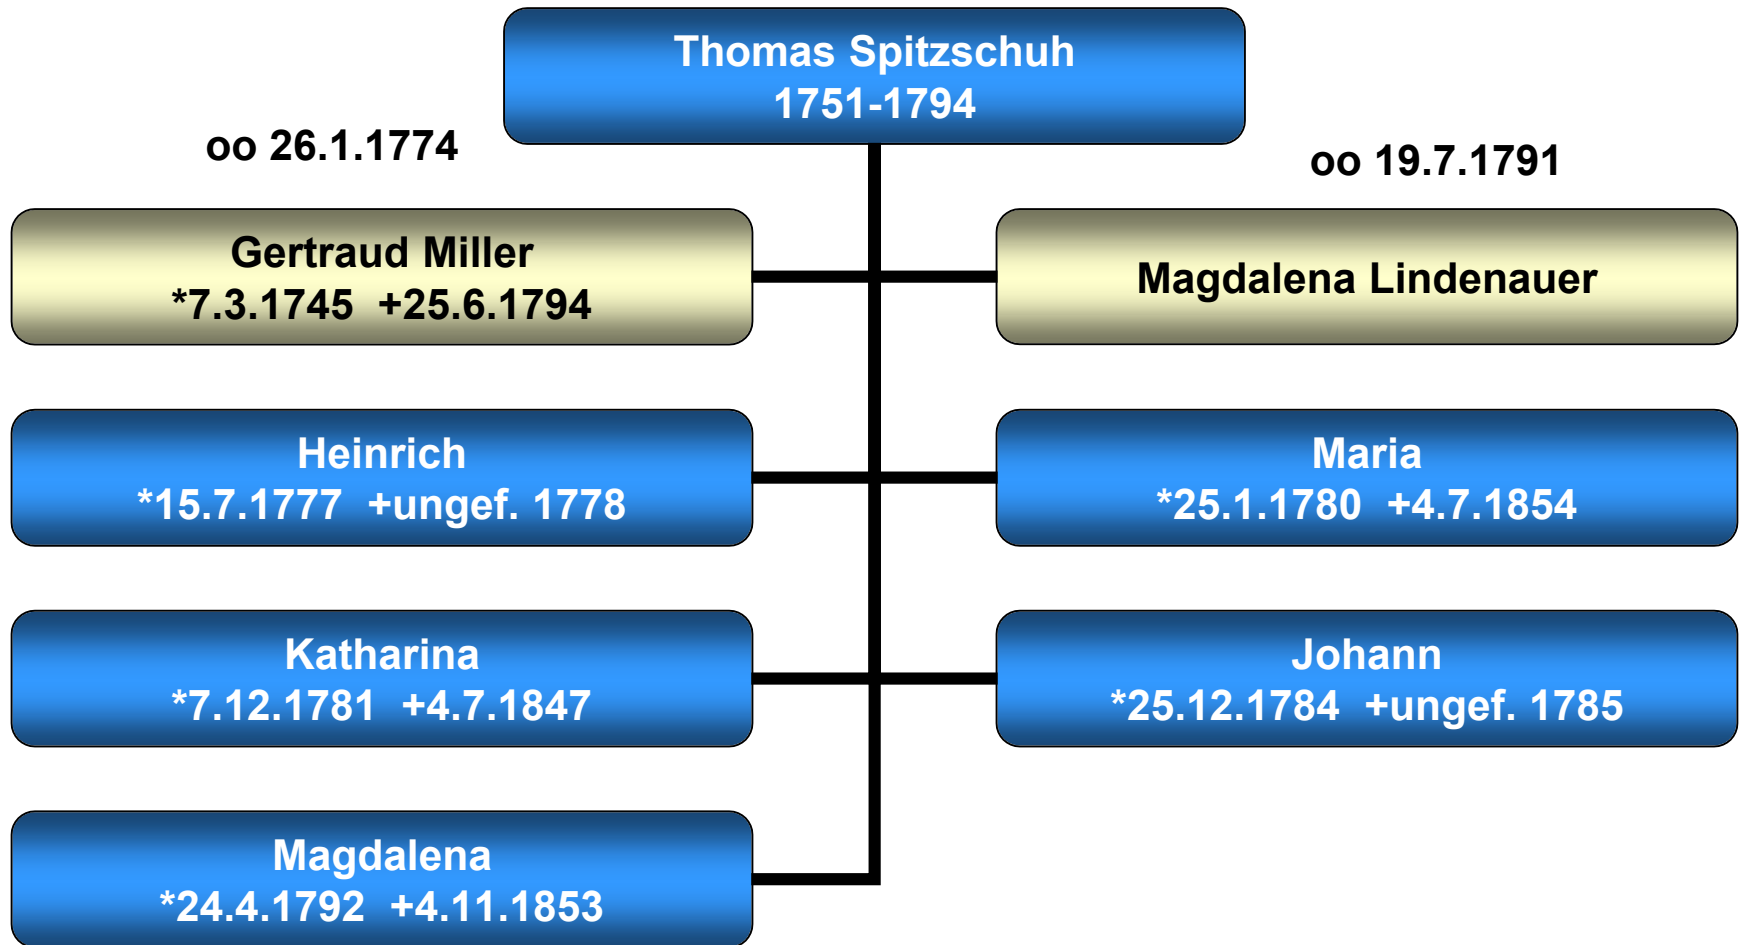 Thomas Spitzschuh
1751-1794
oo 26.1.1774
oo 19.7.1791
Gertraud Miller
*7.3.1745 +25.6.1794
Magdalena Lindenauer
Heinrich
*15.7.1777 +ungef. 1778
Maria
*25.1.1780 +4.7.1854
Katharina
*7.12.1781 +4.7.1847
Johann
*25.12.1784 +ungef. 1785
Magdalena
*24.4.1792 +4.11.1853